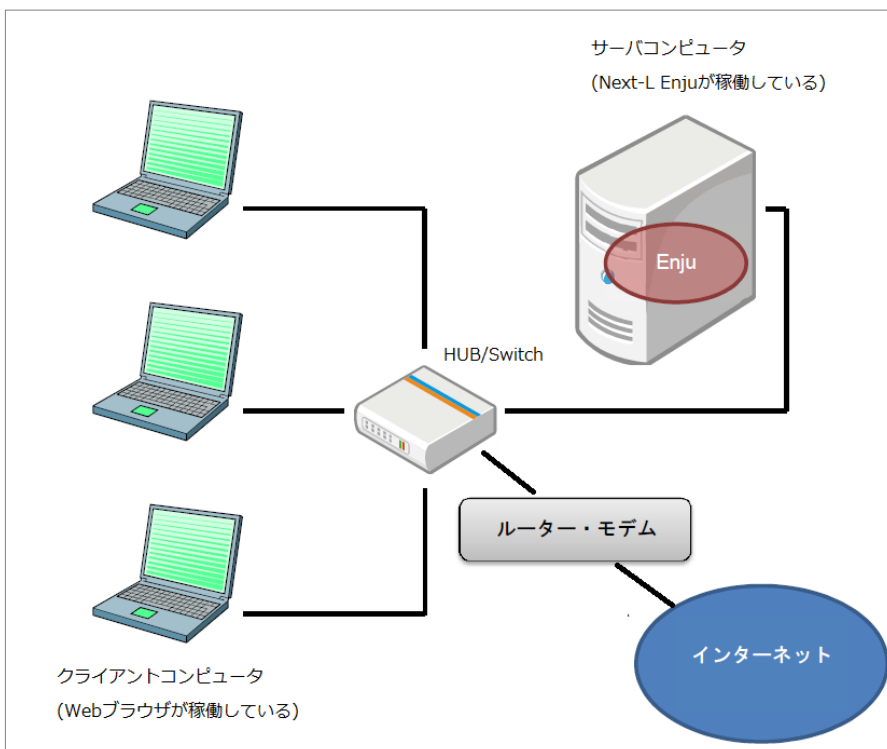 サーバコンピュータ
(Next-L Enjuが稼働している)
Enju
HUB/Switch
ルーター・モデム
インターネット
クライアントコンピュータ
(Webブラウザが稼働している)